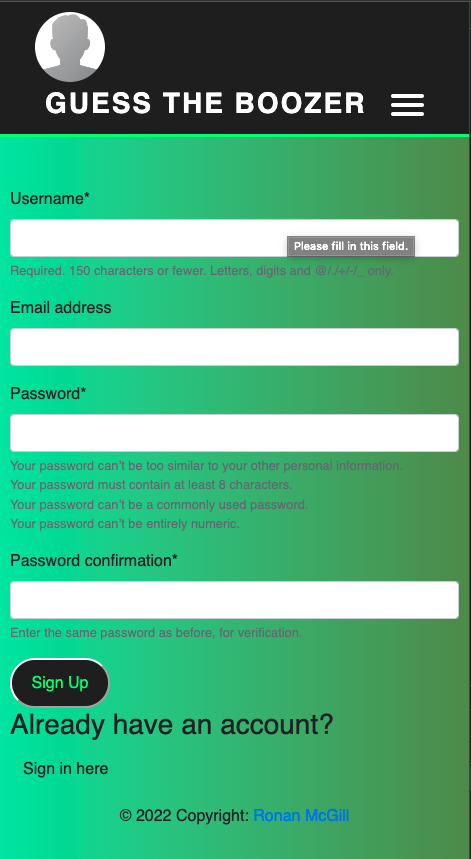 GUESS THE BOOZER
Username*
Please fill in this field.
Required. 150 characters or fewer. Letters, digits and @/./+/-/_ only.
Email address
Password*
Your password can't be too similar to your other personal information.
Your password must contain at least 8 characters.
Your password can't be a commonly used password.
Your password can't be entirely numeric.
Password confirmation*
Enter the same password as before, for verification.
Sign Up
Already have an account?
Sign in here
© 2022 Copyright: Ronan McGill